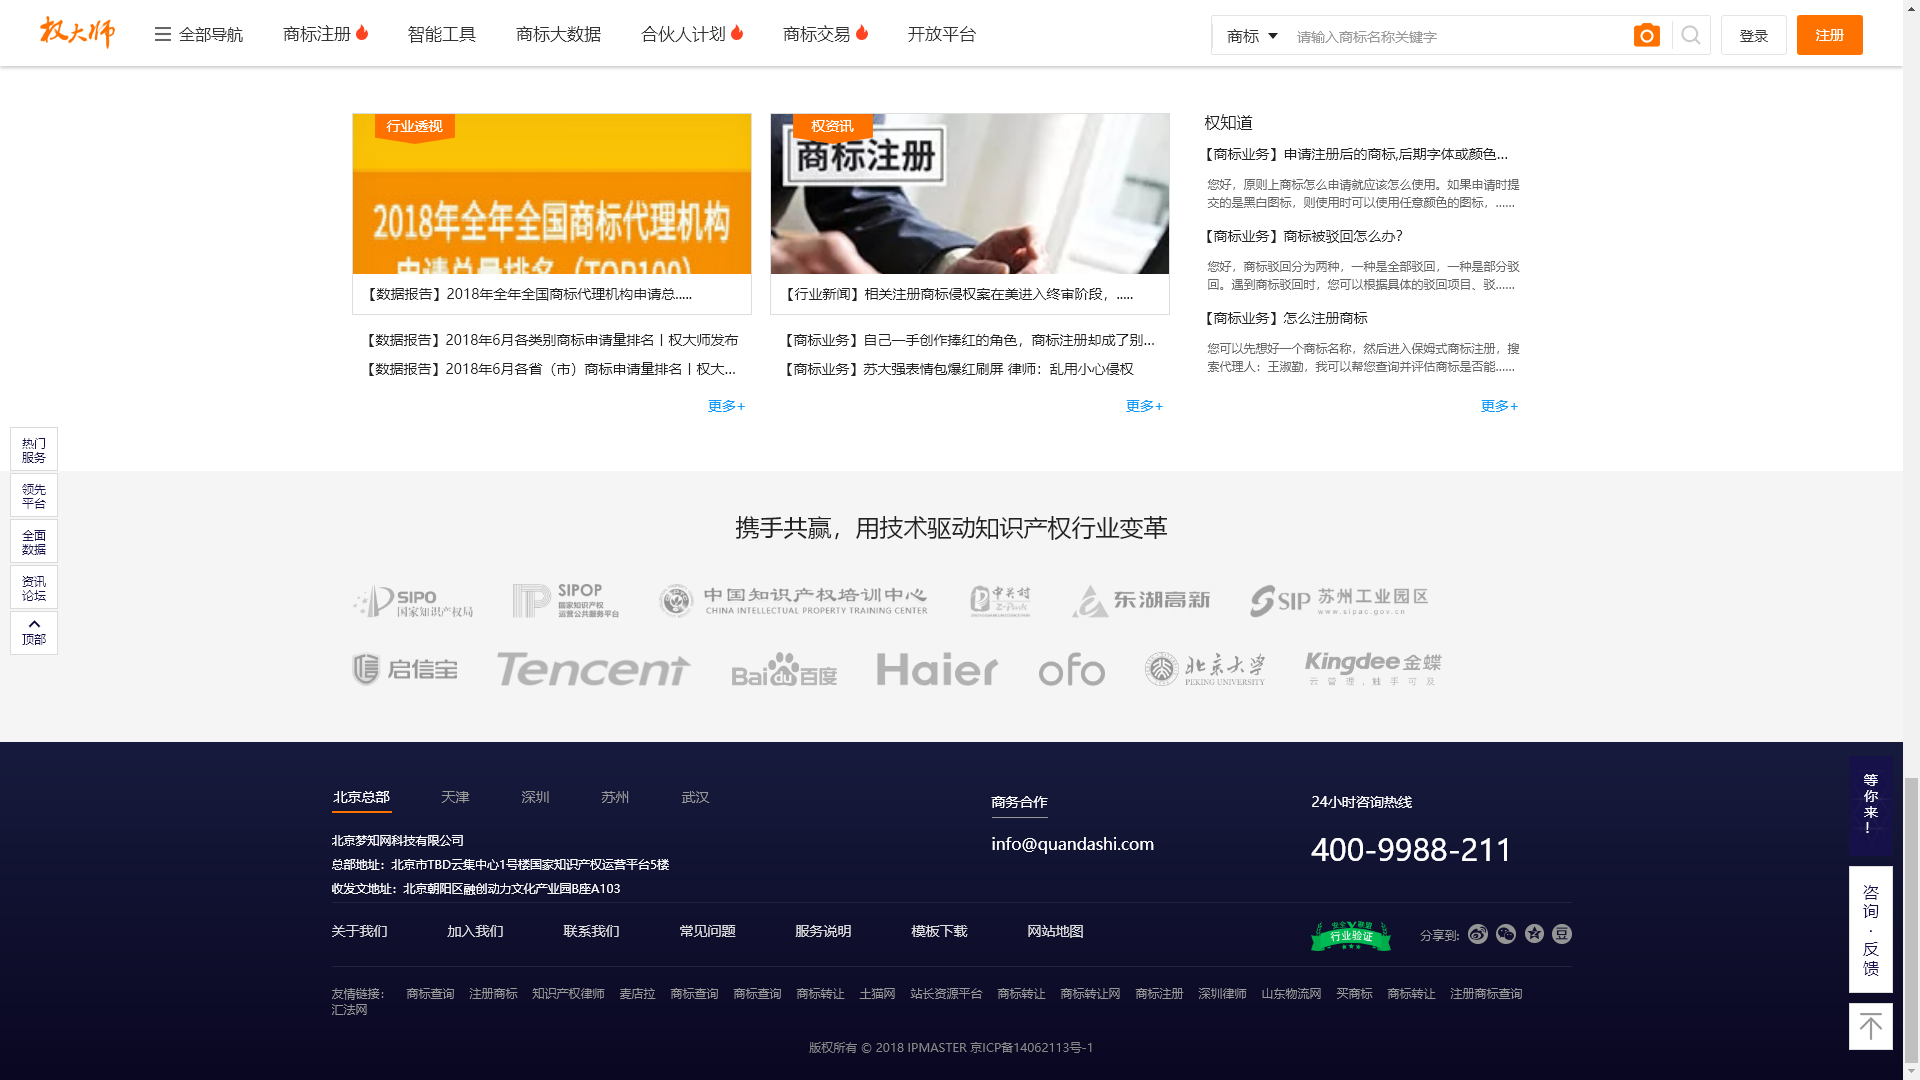 权大师
全部导航
商标注册
智能工具
商标大数据
合伙人计划
商标交易
开放平台
商标
请输入商标名称关键字
登录
注册
行业透视
2018年全年全国商标代理机构
申请总量排名（TOP100）
【数据报告】2018年全年全国商标代理机构申请总.....
【数据报告】2018年6月各类别商标申请量排名丨权大师发布
【数据报告】2018年6月各省（市）商标申请量排名丨权大...
更多+
权资讯
商标注册
【行业新闻】相关注册商标侵权案在美进入终审阶段，.....
【商标业务】自己一手创作捧红的角色，商标注册却成了别...
【商标业务】苏大强表情包爆红刷屏 律师：乱用小心侵权
更多+
权知道
【商标业务】申请注册后的商标,后期字体或颜色...
您好，原则上商标怎么申请就应该怎么使用。如果申请时提
交的是黑白图标，则使用时可以使用任意颜色的图标，......
【商标业务】商标被驳回怎么办?
您好，商标驳回分为两种，一种是全部驳回，一种是部分驳
回。遇到商标驳回时，您可以根据具体的驳回项目、驳......
【商标业务】怎么注册商标
您可以先想好一个商标名称，然后进入保姆式商标注册，搜
索代理人：王淑勤，我可以帮您查询并评估商标是否能......
更多+
热门
服务
领先
平台
全面
数据
资讯
论坛
顶部
携手共赢，用技术驱动知识产权行业变革
SIPO
国家知识产权局
SIPOP
国家知识产权
运营公共服务平台
中国知识产权培训中心
CHINA INTELLECTUAL PROPERTY TRAINING CENTER
中关村
Z-Park
东湖高新
SIP 苏州工业园区
www.sipac.gov.cn
启信宝
Tencent
Baidu百度
Haier
ofo
北京大学
PEKING UNIVERSITY
Kingdee金蝶
云管理,触手可及
北京总部
天津
深圳
苏州
武汉
北京梦知网科技有限公司
总部地址：北京市TBD云集中心1号楼国家知识产权运营平台5楼
收发文地址：北京朝阳区融创动力文化产业园B座A103
商务合作
info@quandashi.com
24小时咨询热线
400-9988-211
关于我们
加入我们
联系我们
常见问题
服务说明
模板下载
网站地图
安全联盟
行业验证
分享到:
友情链接：
商标查询
注册商标
知识产权律师
麦店拉
商标查询
商标查询
商标转让
土猫网
站长资源平台
商标转让
商标转让网
商标注册
深圳律师
山东物流网
买商标
商标转让
注册商标查询
汇法网
版权所有 © 2018 IPMASTER 京ICP备14062113号-1
等你来！
咨询·反馈